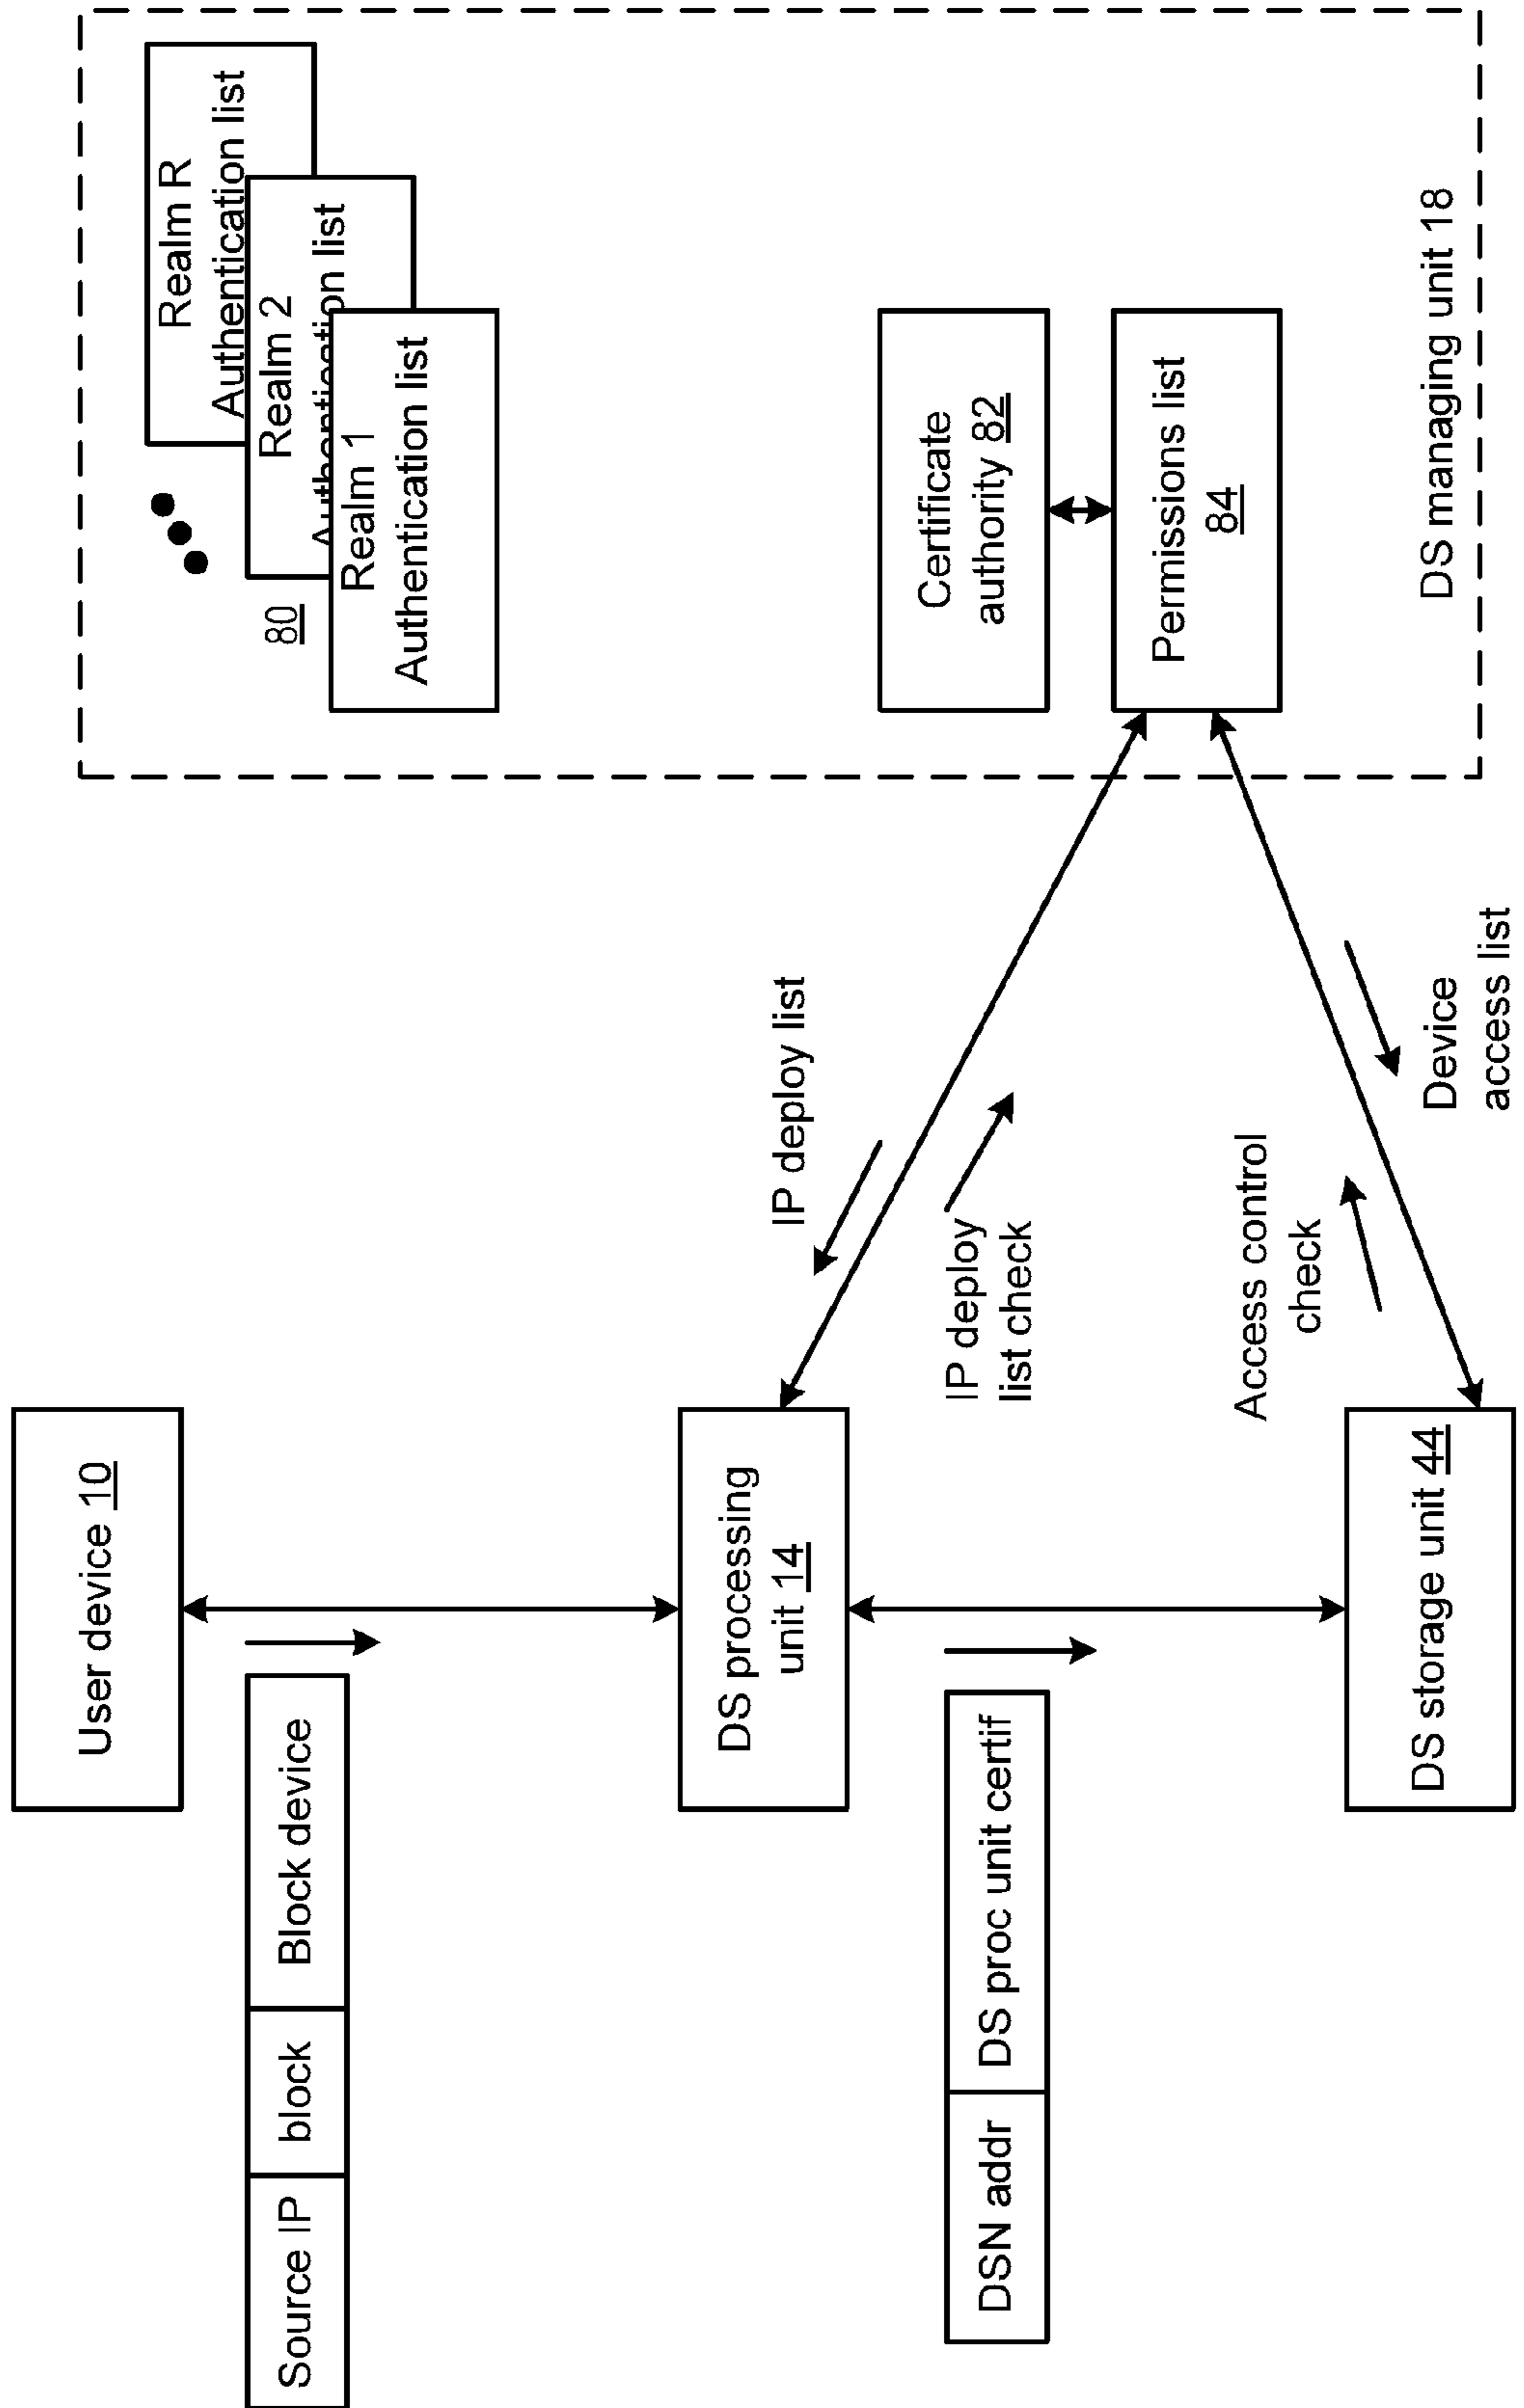 User device 10
Source IP
block
Block device
DS processing
unit 14
DSN addr
DS proc unit certif
DS storage unit 44
IP deploy list
IP deploy
list check
Access control
check
Device
access list
Realm R
Authentication list
Realm 2
Authentication list
Realm 1
Authentication list
80
Certificate
authority 82
Permissions list
84
DS managing unit 18